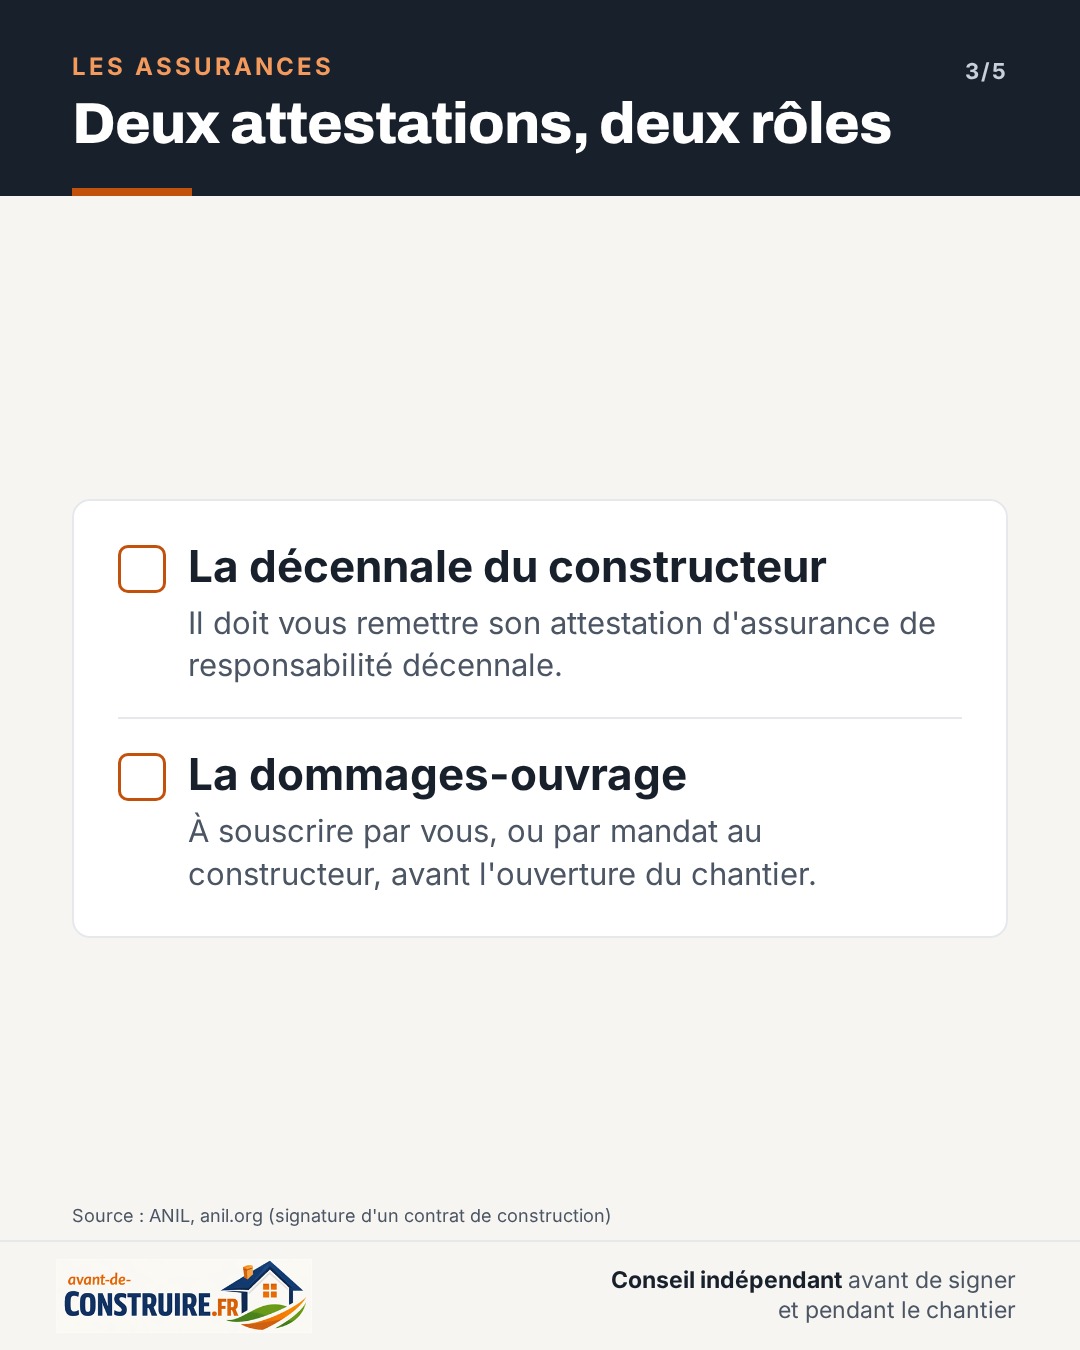 LES ASSURANCES
3/5
Deux attestations, deux rôles
La décennale du constructeur
Il doit vous remettre son attestation d'assurance de
responsabilité décennale.
La dommages-ouvrage
À souscrire par vous, ou par mandat au
constructeur, avant l'ouverture du chantier.
Source : ANIL, anil.org (signature d'un contrat de construction)
avant-de-
CONSTRUIRE.FR
Conseil indépendant avant de signer
et pendant le chantier